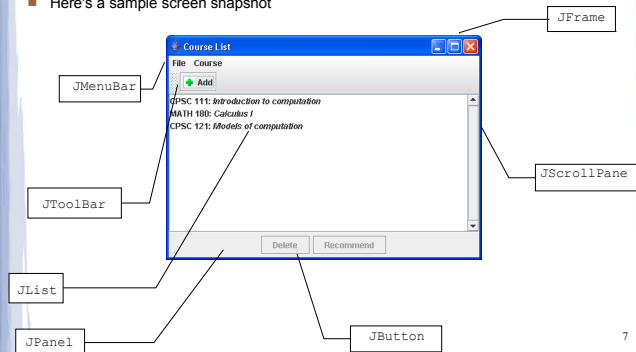 Here's a sample screen snapshot
JFrame
Course List
File Course
JMenuBar
Add
CPSC 111: Introduction to computation
MATH 180: Calculus I
CPSC 121: Models of computation
JScrollPane
JToolBar
Delete Recommend
JList
JButton
JPanel
7